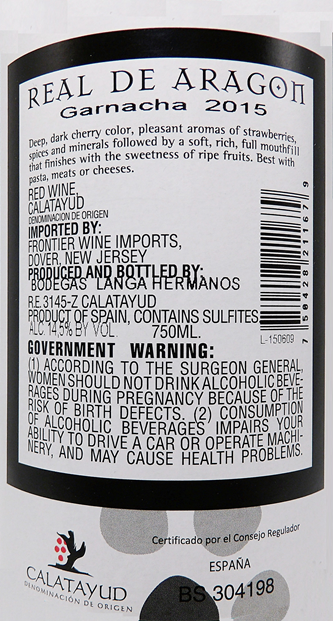 REAL DE ARAGON
Garnacha 2015
Deep, dark cherry color, pleasant aromas of strawberries,
spices and minerals followed by a soft, rich, full mouthfill
that finishes with the sweetness of ripe fruits. Best with
pasta, meats or cheeses.
RED WINE,
CALATAYUD
DENOMINACION DE ORIGEN
IMPORTED BY:
FRONTIER WINE IMPORTS,
DOVER, NEW JERSEY
PRODUCED AND BOTTLED BY:
BODEGAS LANGA HERMANOS
R.E. 3145-Z CALATAYUD
PRODUCT OF SPAIN, CONTAINS SULFITES
ALC 14,5% BY VOL. 750ML.
7 58428 21167 9
L-150609
GOVERNMENT WARNING:
(1) ACCORDING TO THE SURGEON GENERAL,
WOMEN SHOULD NOT DRINK ALCOHOLIC BEVE-
RAGES DURING PREGNANCY BECAUSE OF THE
RISK OF BIRTH DEFECTS. (2) CONSUMPTION
OF ALCOHOLIC BEVERAGES IMPAIRS YOUR
ABILITY TO DRIVE A CAR OR OPERATE MACHI-
NERY, AND MAY CAUSE HEALTH PROBLEMS.
Certificado por el Consejo Regulador
ESPAÑA
BS 304198
CALATAYUD
DENOMINACIÓN DE ORIGEN